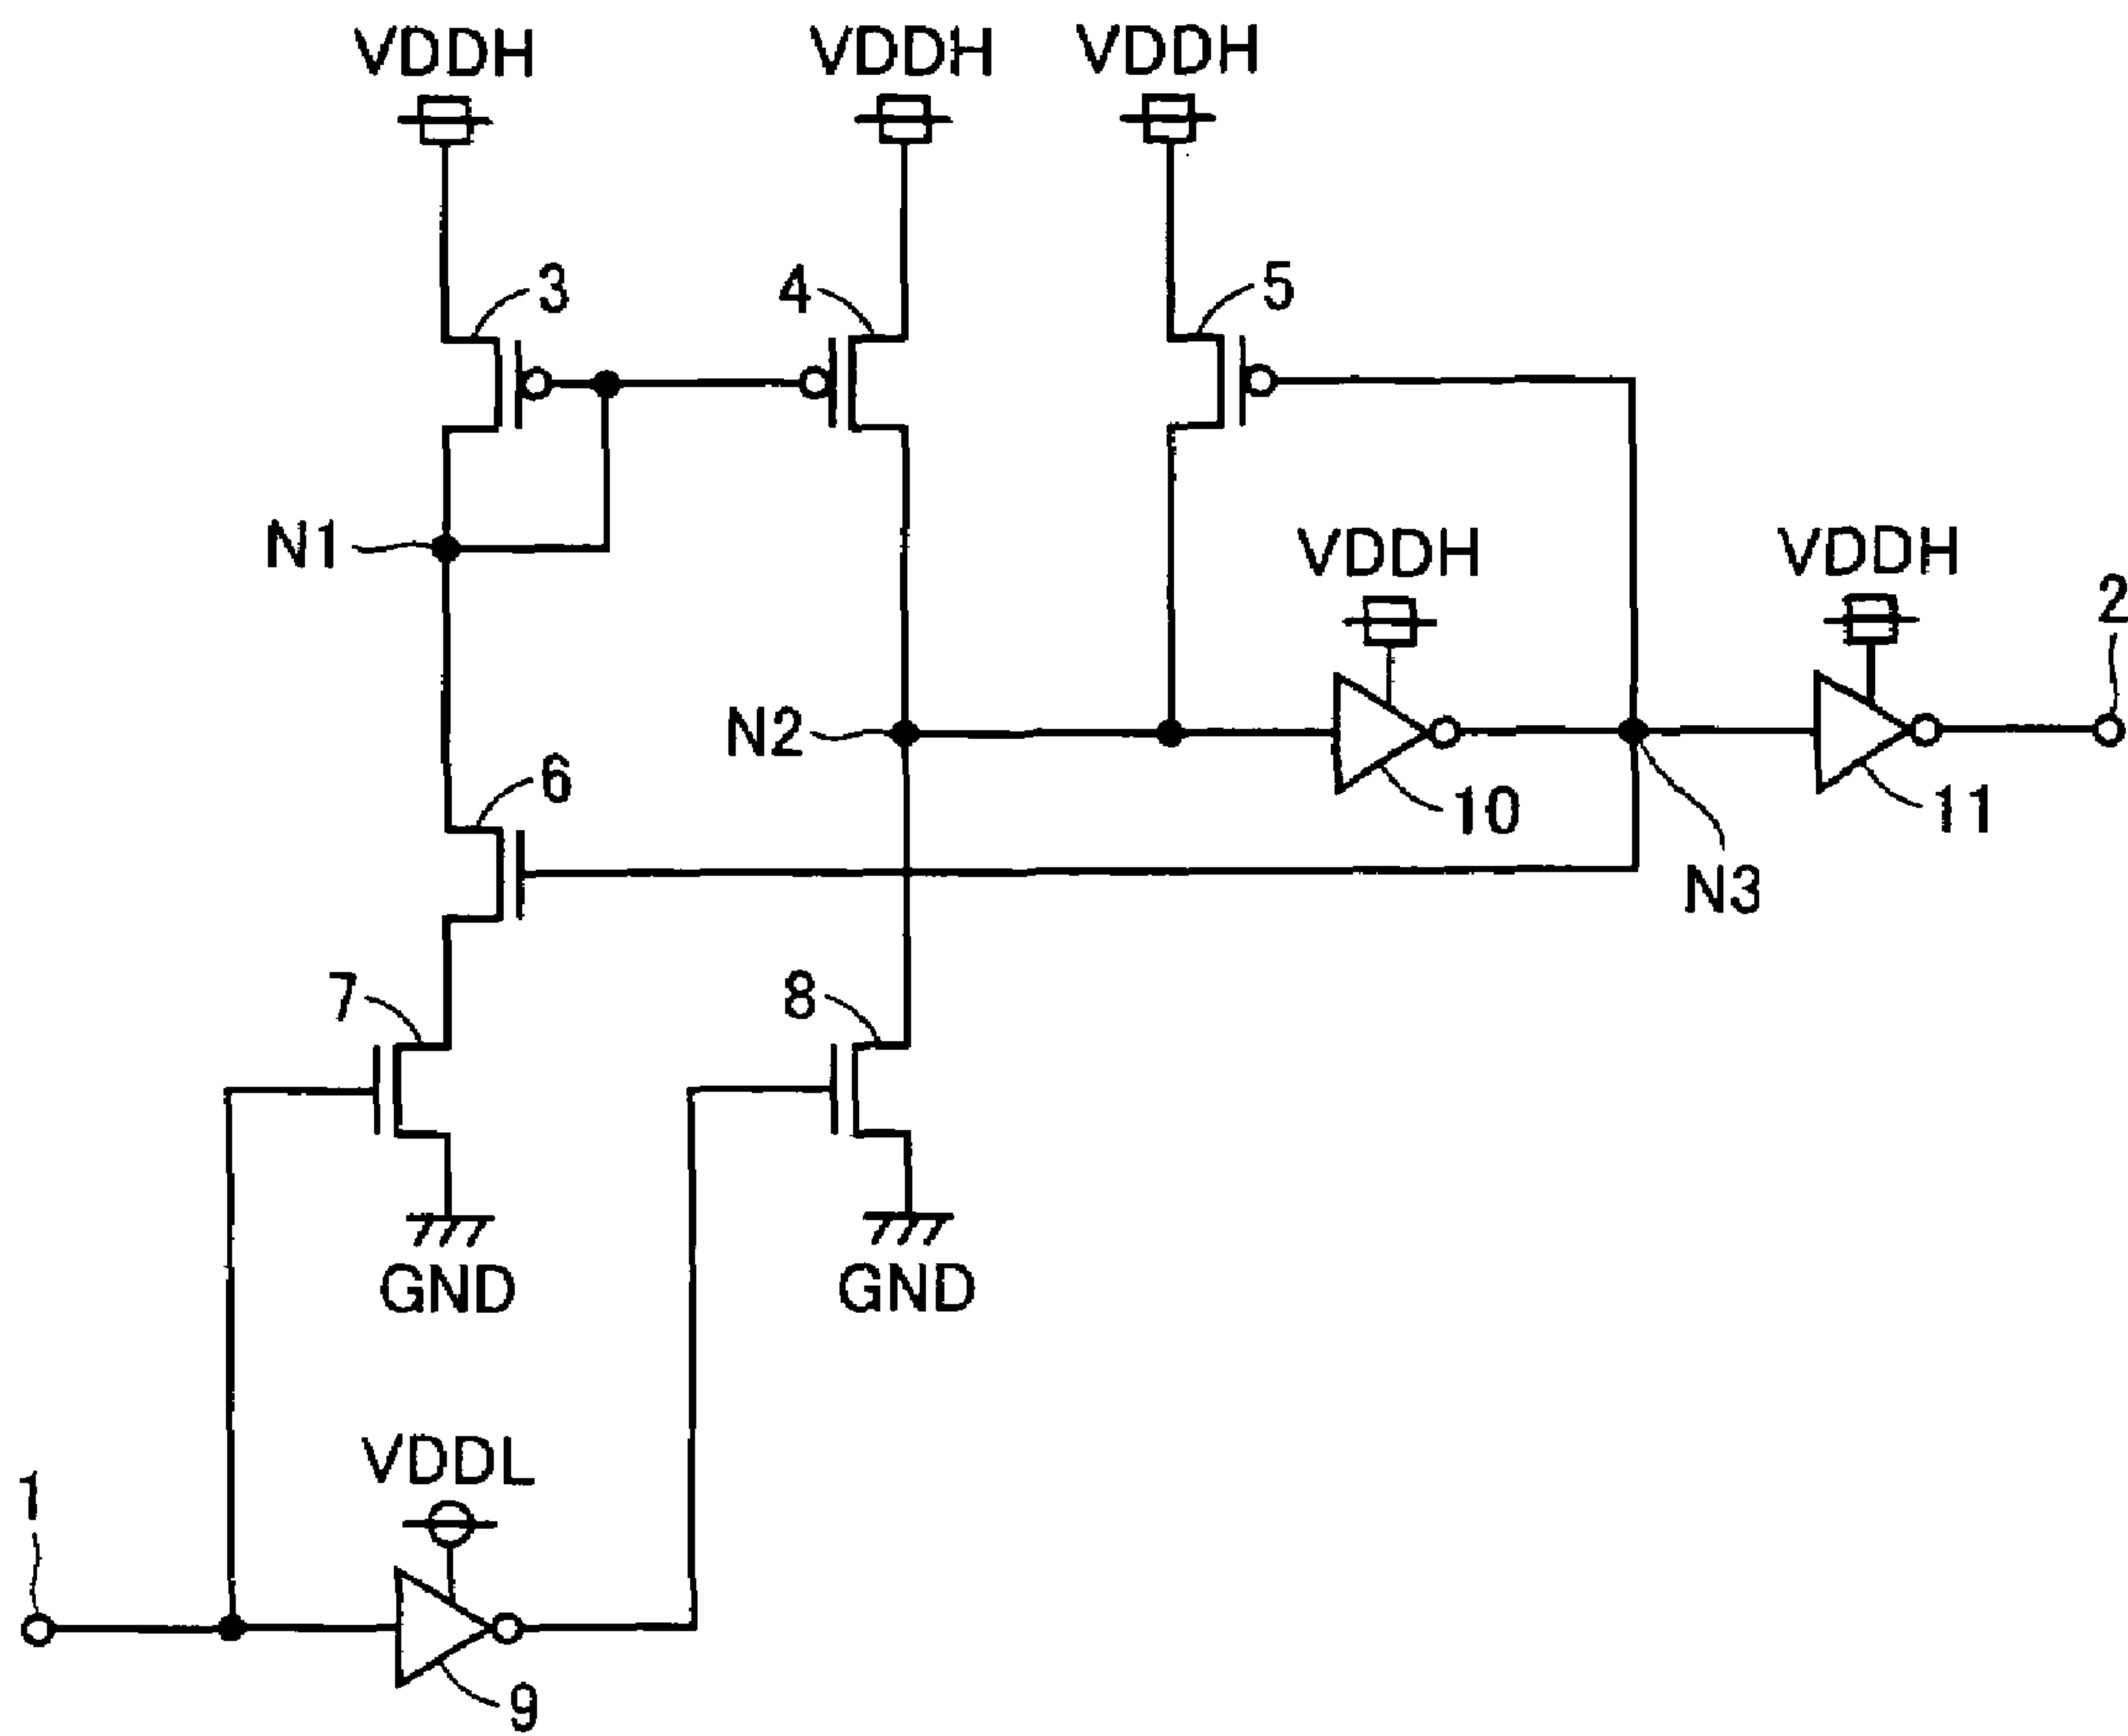 VDDH VDDH VDDH
3 4 5
N1 VDDH VDDH 2
N2
6 10 11
N3
7 8
GND GND
VDDL
1
9